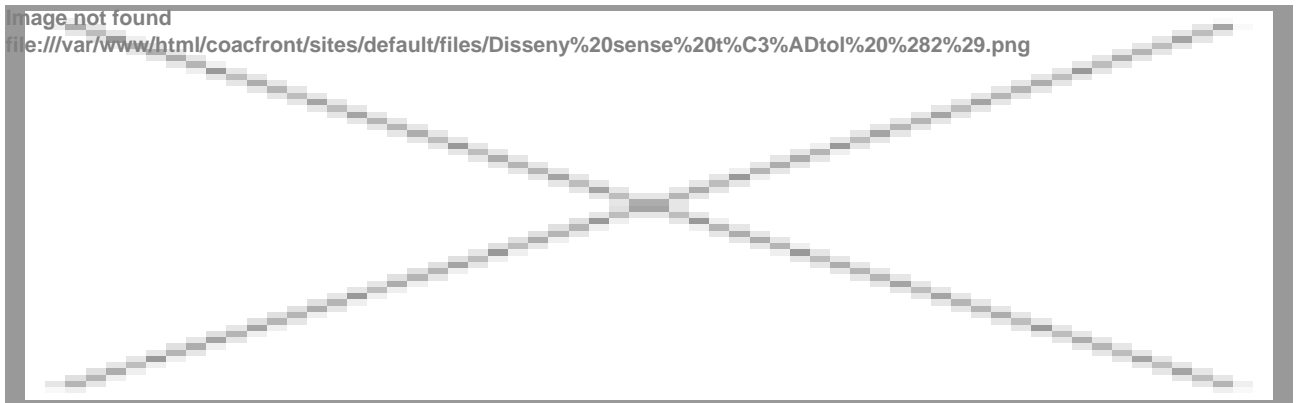 Image not found
file:///var/www/html/coacfront/sites/default/files/Disseny%20sense%20t%C3%ADtol%20%282%29.png